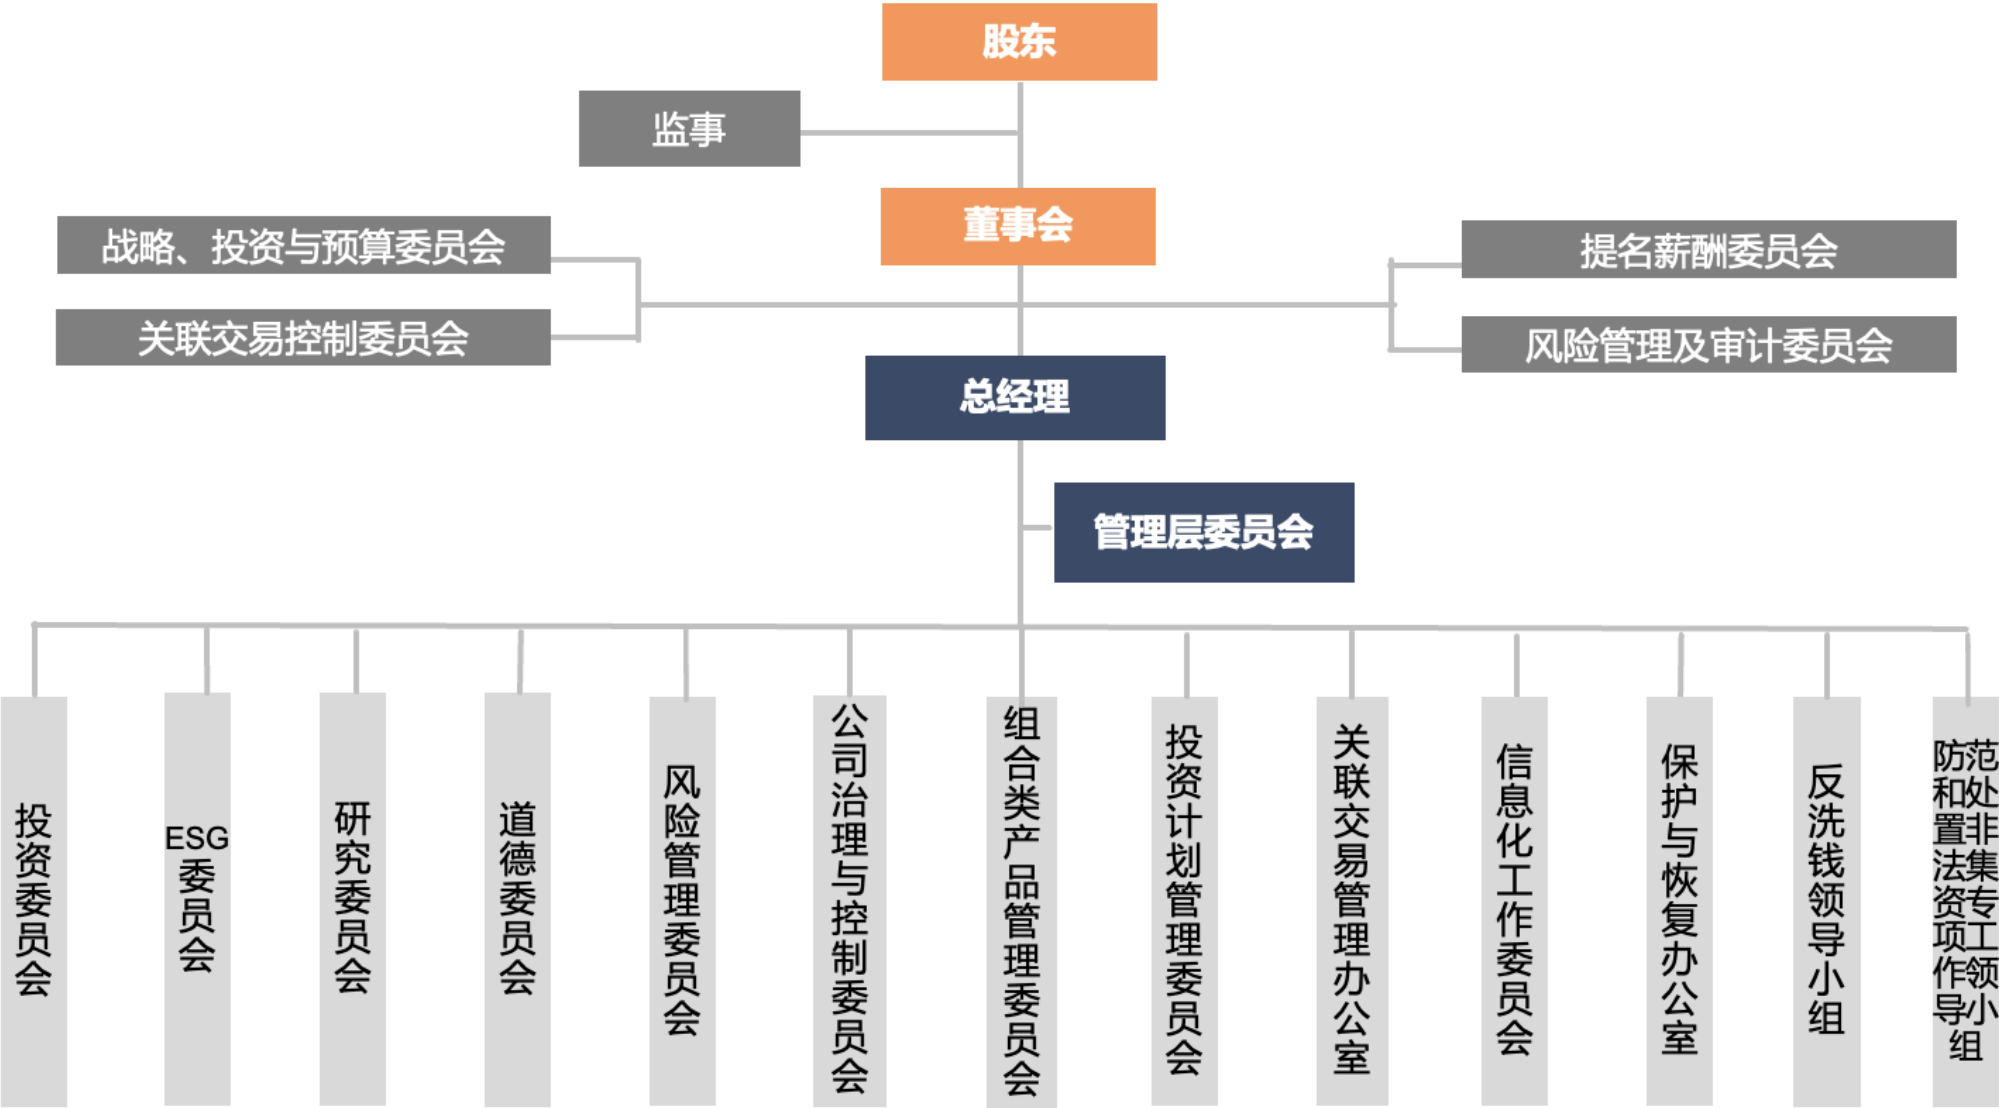 股东
监事
董事会
战略、投资与预算委员会
提名薪酬委员会
关联交易控制委员会
风险管理及审计委员会
总经理
管理层委员会
投资委员会
ESG
委员会
研究委员会
道德委员会
风险管理委员会
公司治理与控制委员会
组合类产品管理委员会
投资计划管理委员会
关联交易管理办公室
信息化工作委员会
保护与恢复办公室
反洗钱领导小组
防范
和处
置非
法集
资专
项工
作领
导小
组